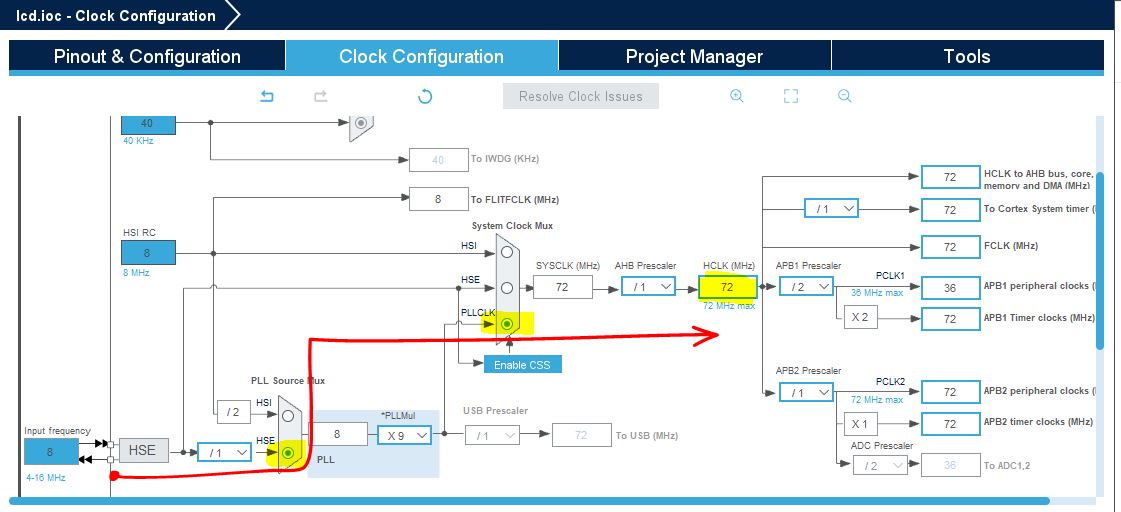 lcd.ioc - Clock Configuration
Pinout & Configuration
Clock Configuration
Project Manager
Tools
Resolve Clock Issues
40
40 KHz
40
To IWDG (KHz)
8
To FLITFCLK (MHz)
HSI RC
8
8 MHz
System Clock Mux
HSI
HSE
PLLCLK
Enable CSS
SYSCLK (MHz)
72
AHB Prescaler
/ 1
HCLK (MHz)
72
72 MHz max
72
HCLK to AHB bus, core,
memory and DMA (MHz)
/ 1
72
To Cortex System timer (
72
FCLK (MHz)
APB1 Prescaler
/ 2
PCLK1
36 MHz max
36
APB1 peripheral clocks (
X 2
72
APB1 Timer clocks (MHz)
APB2 Prescaler
/ 1
PCLK2
72 MHz max
72
APB2 peripheral clocks (
X 1
72
APB2 timer clocks (MHz)
ADC Prescaler
/ 2
36
To ADC1,2
PLL Source Mux
/ 2
HSI
HSE
Input frequency
8
4-16 MHz
HSE
/ 1
8
PLL
*PLLMul
X 9
USB Prescaler
/ 1
72
To USB (MHz)